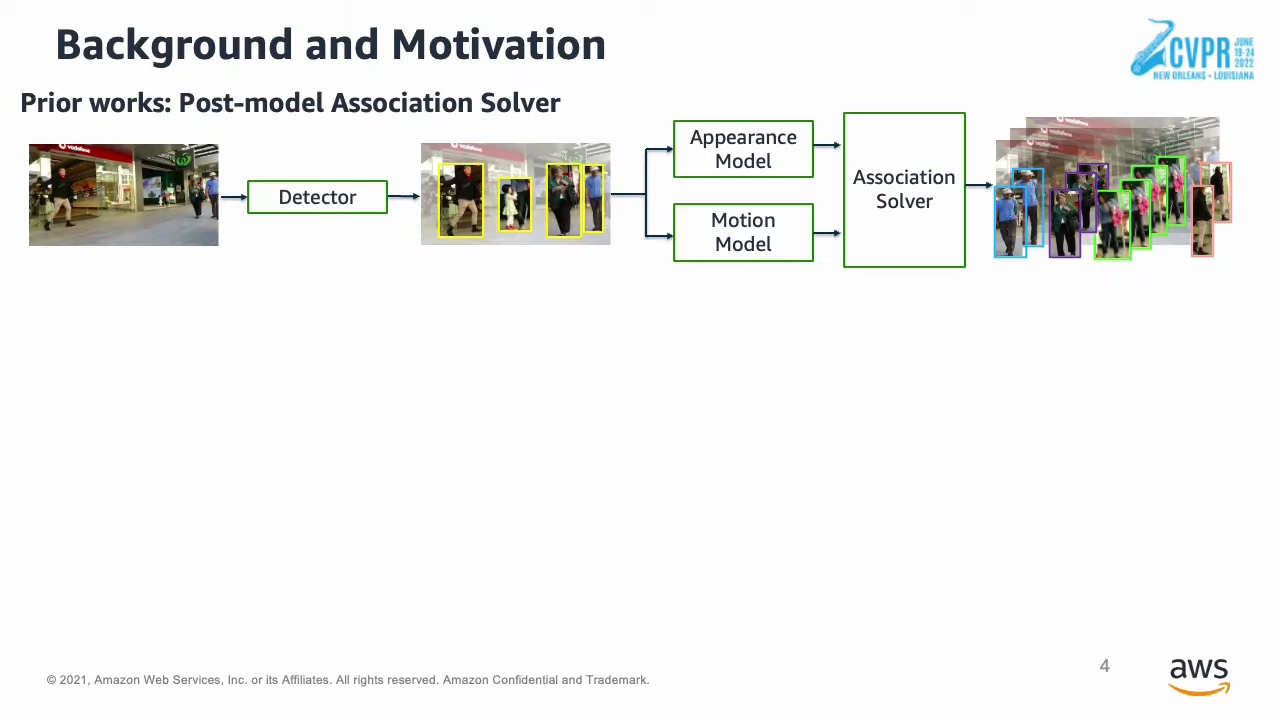 Background and Motivation
CVPR JUNE 19-24 2022
NEW ORLEANS • LOUISIANA
Prior works: Post-model Association Solver
vodafone
Detector
Appearance
Model
Motion
Model
Association
Solver
© 2021, Amazon Web Services, Inc. or its Affiliates. All rights reserved. Amazon Confidential and Trademark.
4
aws